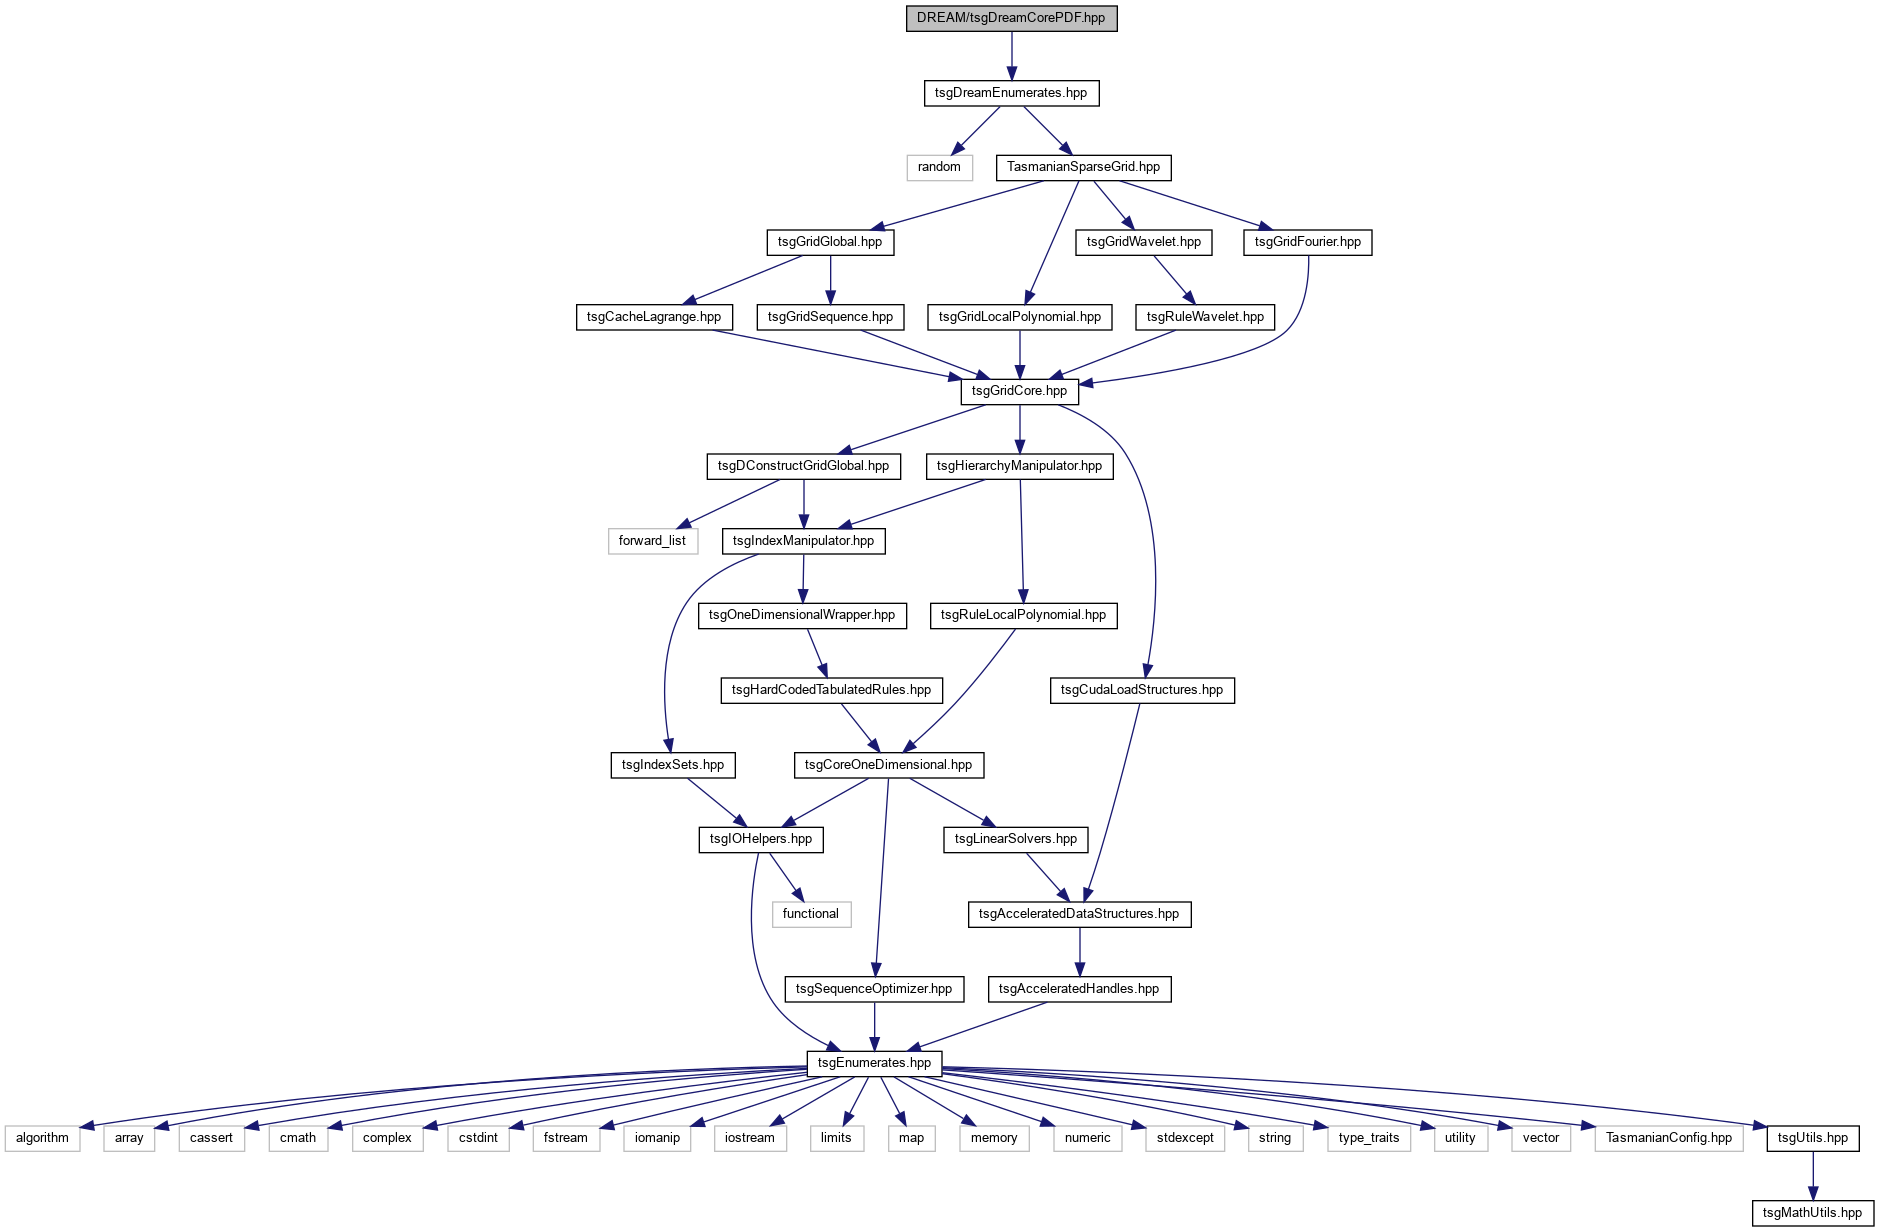 DREAM/tsgDreamCorePDF.hpp
tsgDreamEnumerates.hpp
random
TasmanianSparseGrid.hpp
tsgGridGlobal.hpp
tsgGridWavelet.hpp
tsgGridFourier.hpp
tsgCacheLagrange.hpp
tsgGridSequence.hpp
tsgGridLocalPolynomial.hpp
tsgRuleWavelet.hpp
tsgGridCore.hpp
tsgDConstructGridGlobal.hpp
tsgHierarchyManipulator.hpp
forward_list
tsgIndexManipulator.hpp
tsgOneDimensionalWrapper.hpp
tsgRuleLocalPolynomial.hpp
tsgHardCodedTabulatedRules.hpp
tsgCudaLoadStructures.hpp
tsgIndexSets.hpp
tsgCoreOneDimensional.hpp
tsgIOHelpers.hpp
tsgLinearSolvers.hpp
functional
tsgAcceleratedDataStructures.hpp
tsgSequenceOptimizer.hpp
tsgAcceleratedHandles.hpp
tsgEnumerates.hpp
algorithm
array
cassert
cmath
complex
cstdint
fstream
iomanip
iostream
limits
map
memory
numeric
stdexcept
string
type_traits
utility
vector
TasmanianConfig.hpp
tsgUtils.hpp
tsgMathUtils.hpp